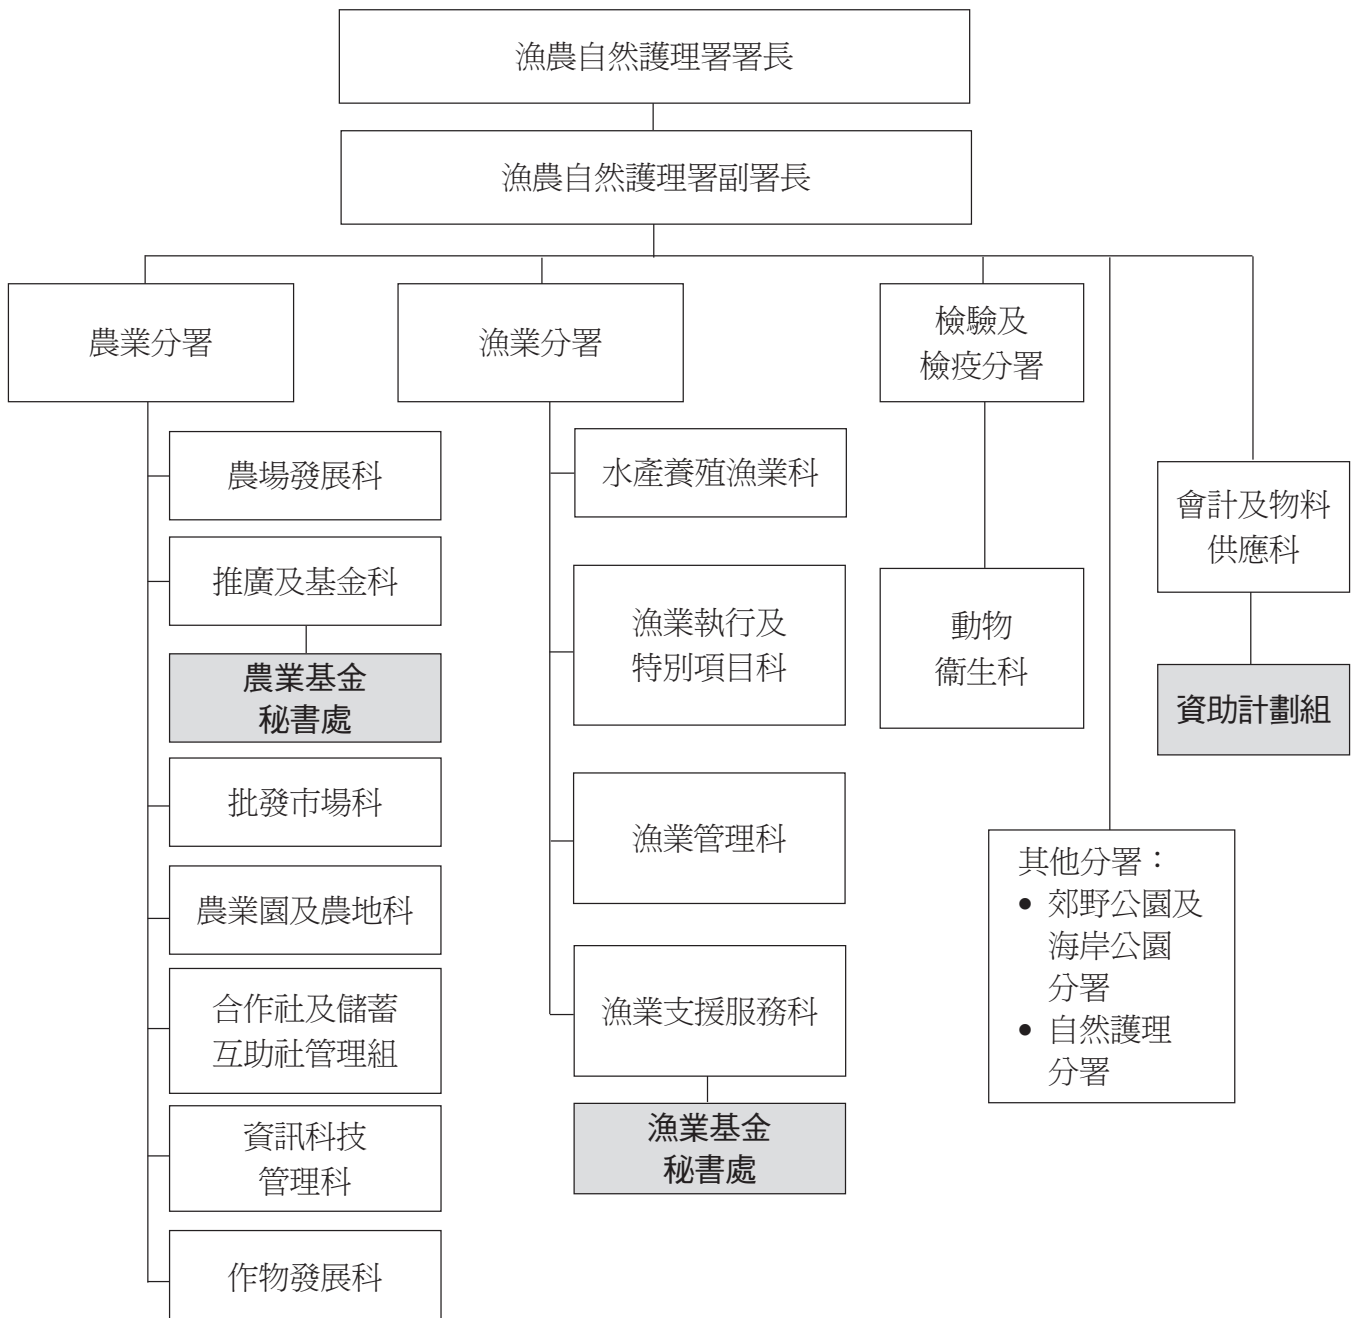 漁農自然護理署署長
漁農自然護理署副署長
農業分署
漁業分署
檢驗及
檢疫分署
農場發展科
推廣及基金科
農業基金
秘書處
批發市場科
農業園及農地科
合作社及儲蓄
互助社管理組
資訊科技
管理科
作物發展科
水產養殖漁業科
漁業執行及
特別項目科
漁業管理科
漁業支援服務科
漁業基金
秘書處
動物
衞生科
其他分署：
• 郊野公園及
海岸公園
分署
• 自然護理
分署
會計及物料
供應科
資助計劃組